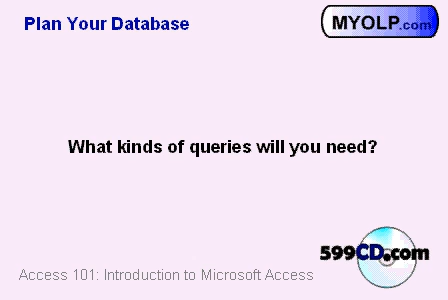 Plan Your Database
MYOLP.com
What kinds of queries will you need?
599CD.com
Access 101: Introduction to Microsoft Access